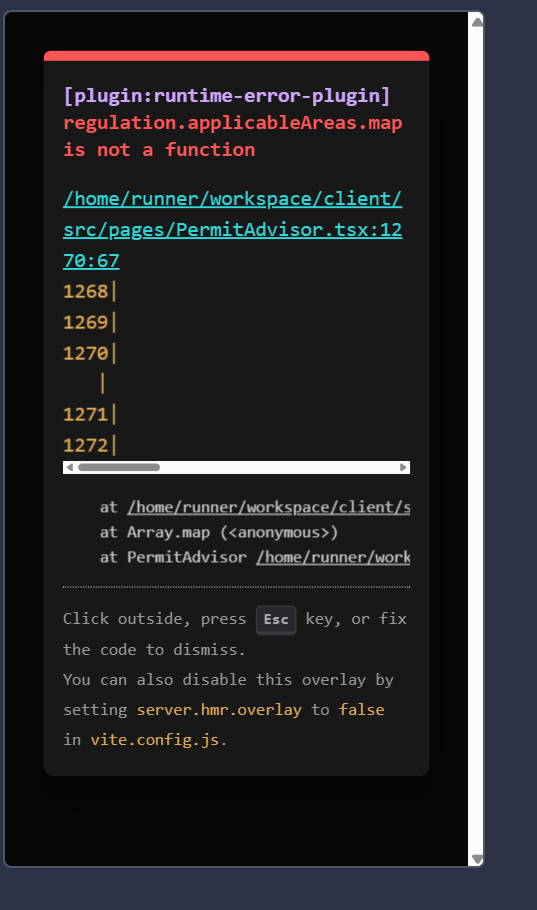 [plugin:runtime-error-plugin]
regulation.applicableAreas.map
is not a function
/home/runner/workspace/client/
src/pages/PermitAdvisor.tsx:12
70:67
1268|
1269|
1270|
|
1271|
1272|
at /home/runner/workspace/client/s
at Array.map (<anonymous>)
at PermitAdvisor /home/runner/work
Click outside, press Esc key, or fix
the code to dismiss.
You can also disable this overlay by
setting server.hmr.overlay to false
in vite.config.js.